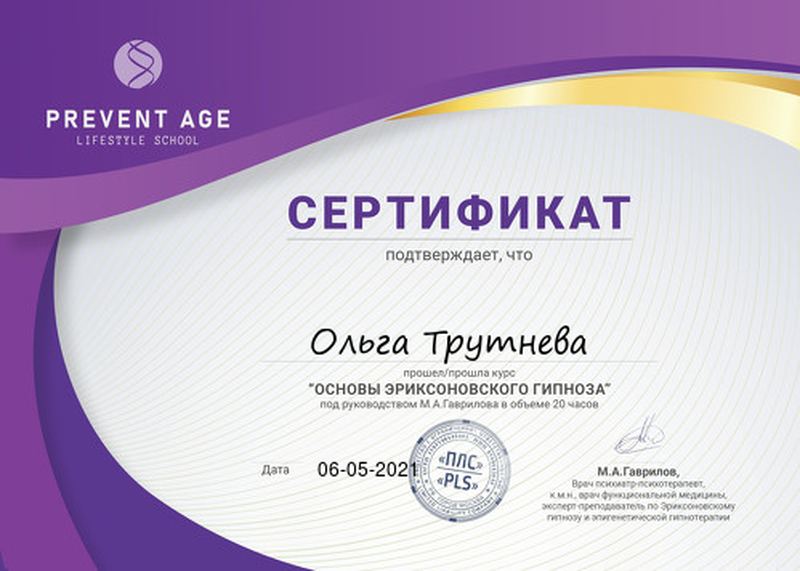 PREVENT AGE
LIFESTYLE SCHOOL
СЕРТИФИКАТ
подтверждает, что
Ольга Трутнева
прошел/прошла курс
"ОСНОВЫ ЭРИКСОНОВСКОГО ГИПНОЗА"
под руководством М.А.Гаврилова в объеме 20 часов
Дата 06-05-2021
«ПЛС»
«PLS»
М.А.Гаврилов,
Врач психиатр-психотерапевт,
к.м.н., врач функциональной медицины,
эксперт-преподаватель по Эриксоновскому
гипнозу и эпигенетической гипнотерапии